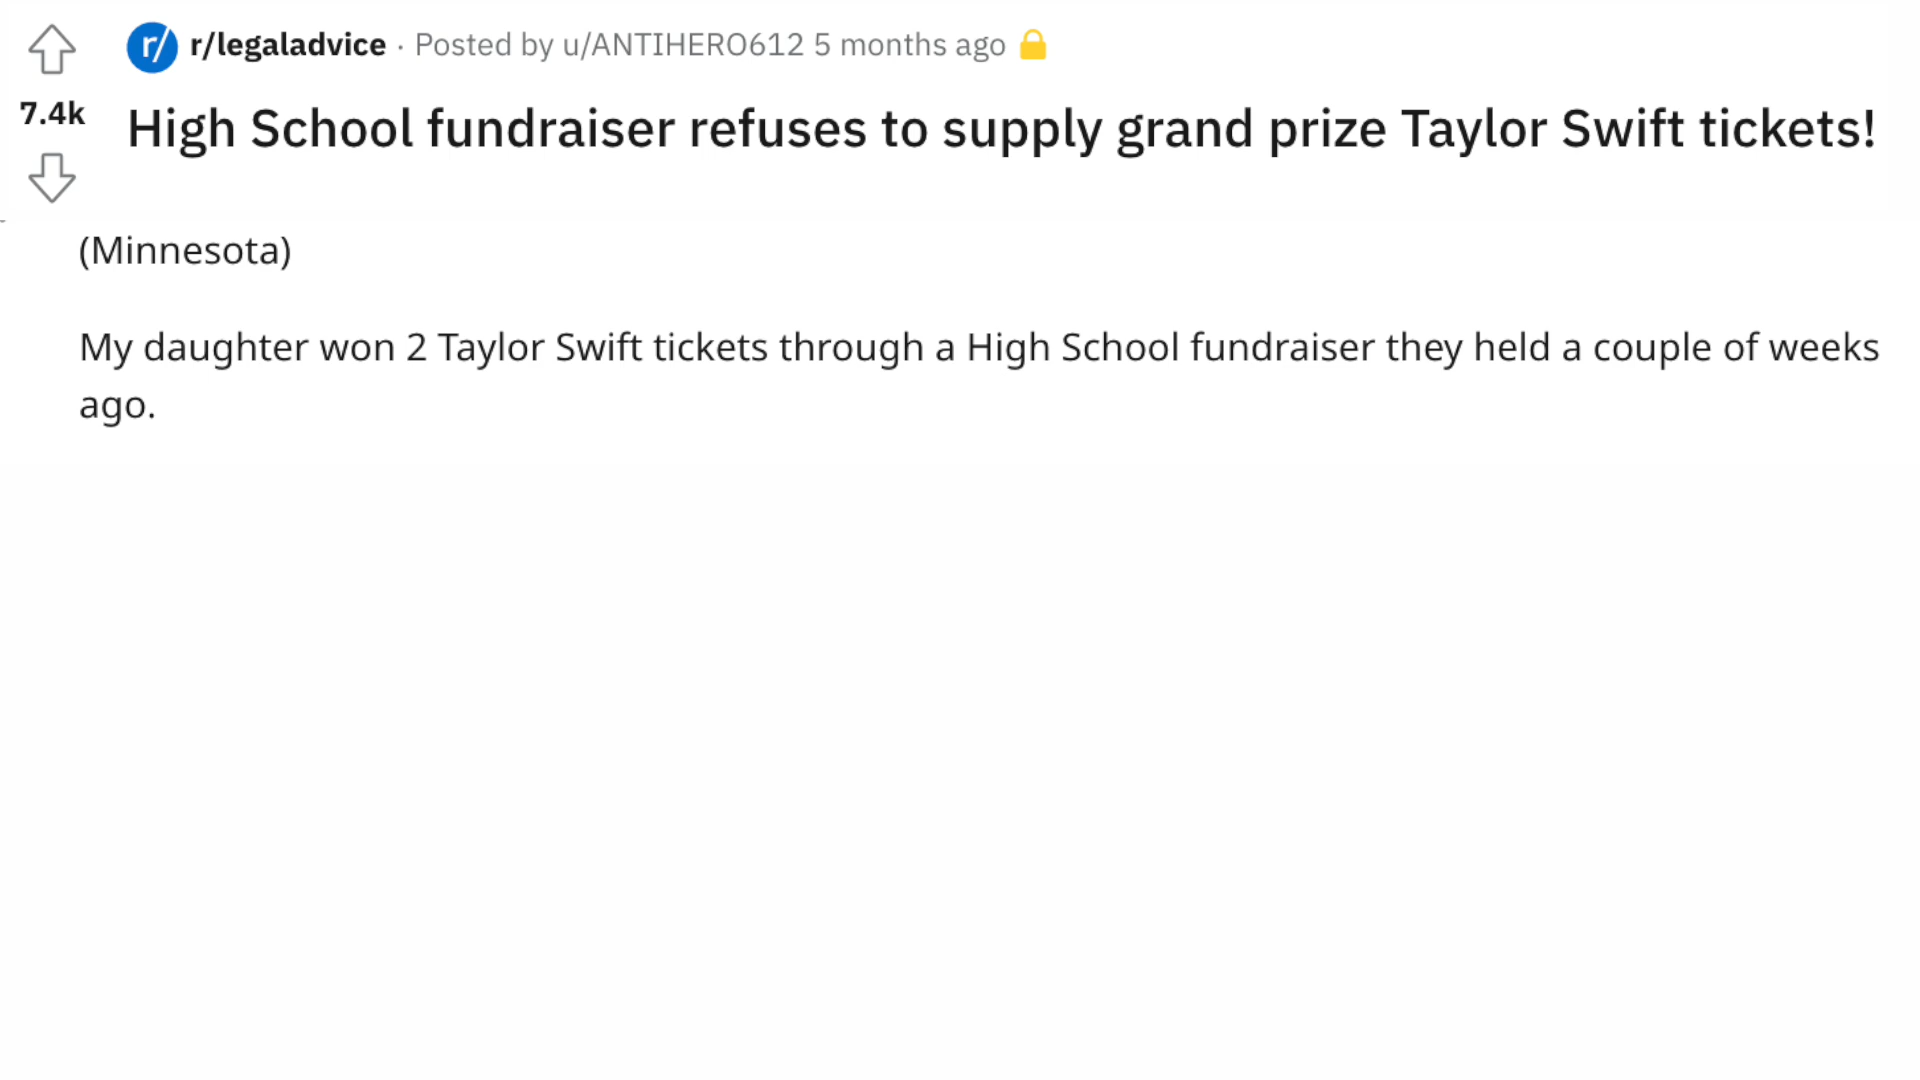 r/ r/legaladvice · Posted by u/ANTIHERO612 5 months ago
7.4k
High School fundraiser refuses to supply grand prize Taylor Swift tickets!
(Minnesota)
My daughter won 2 Taylor Swift tickets through a High School fundraiser they held a couple of weeks
ago.